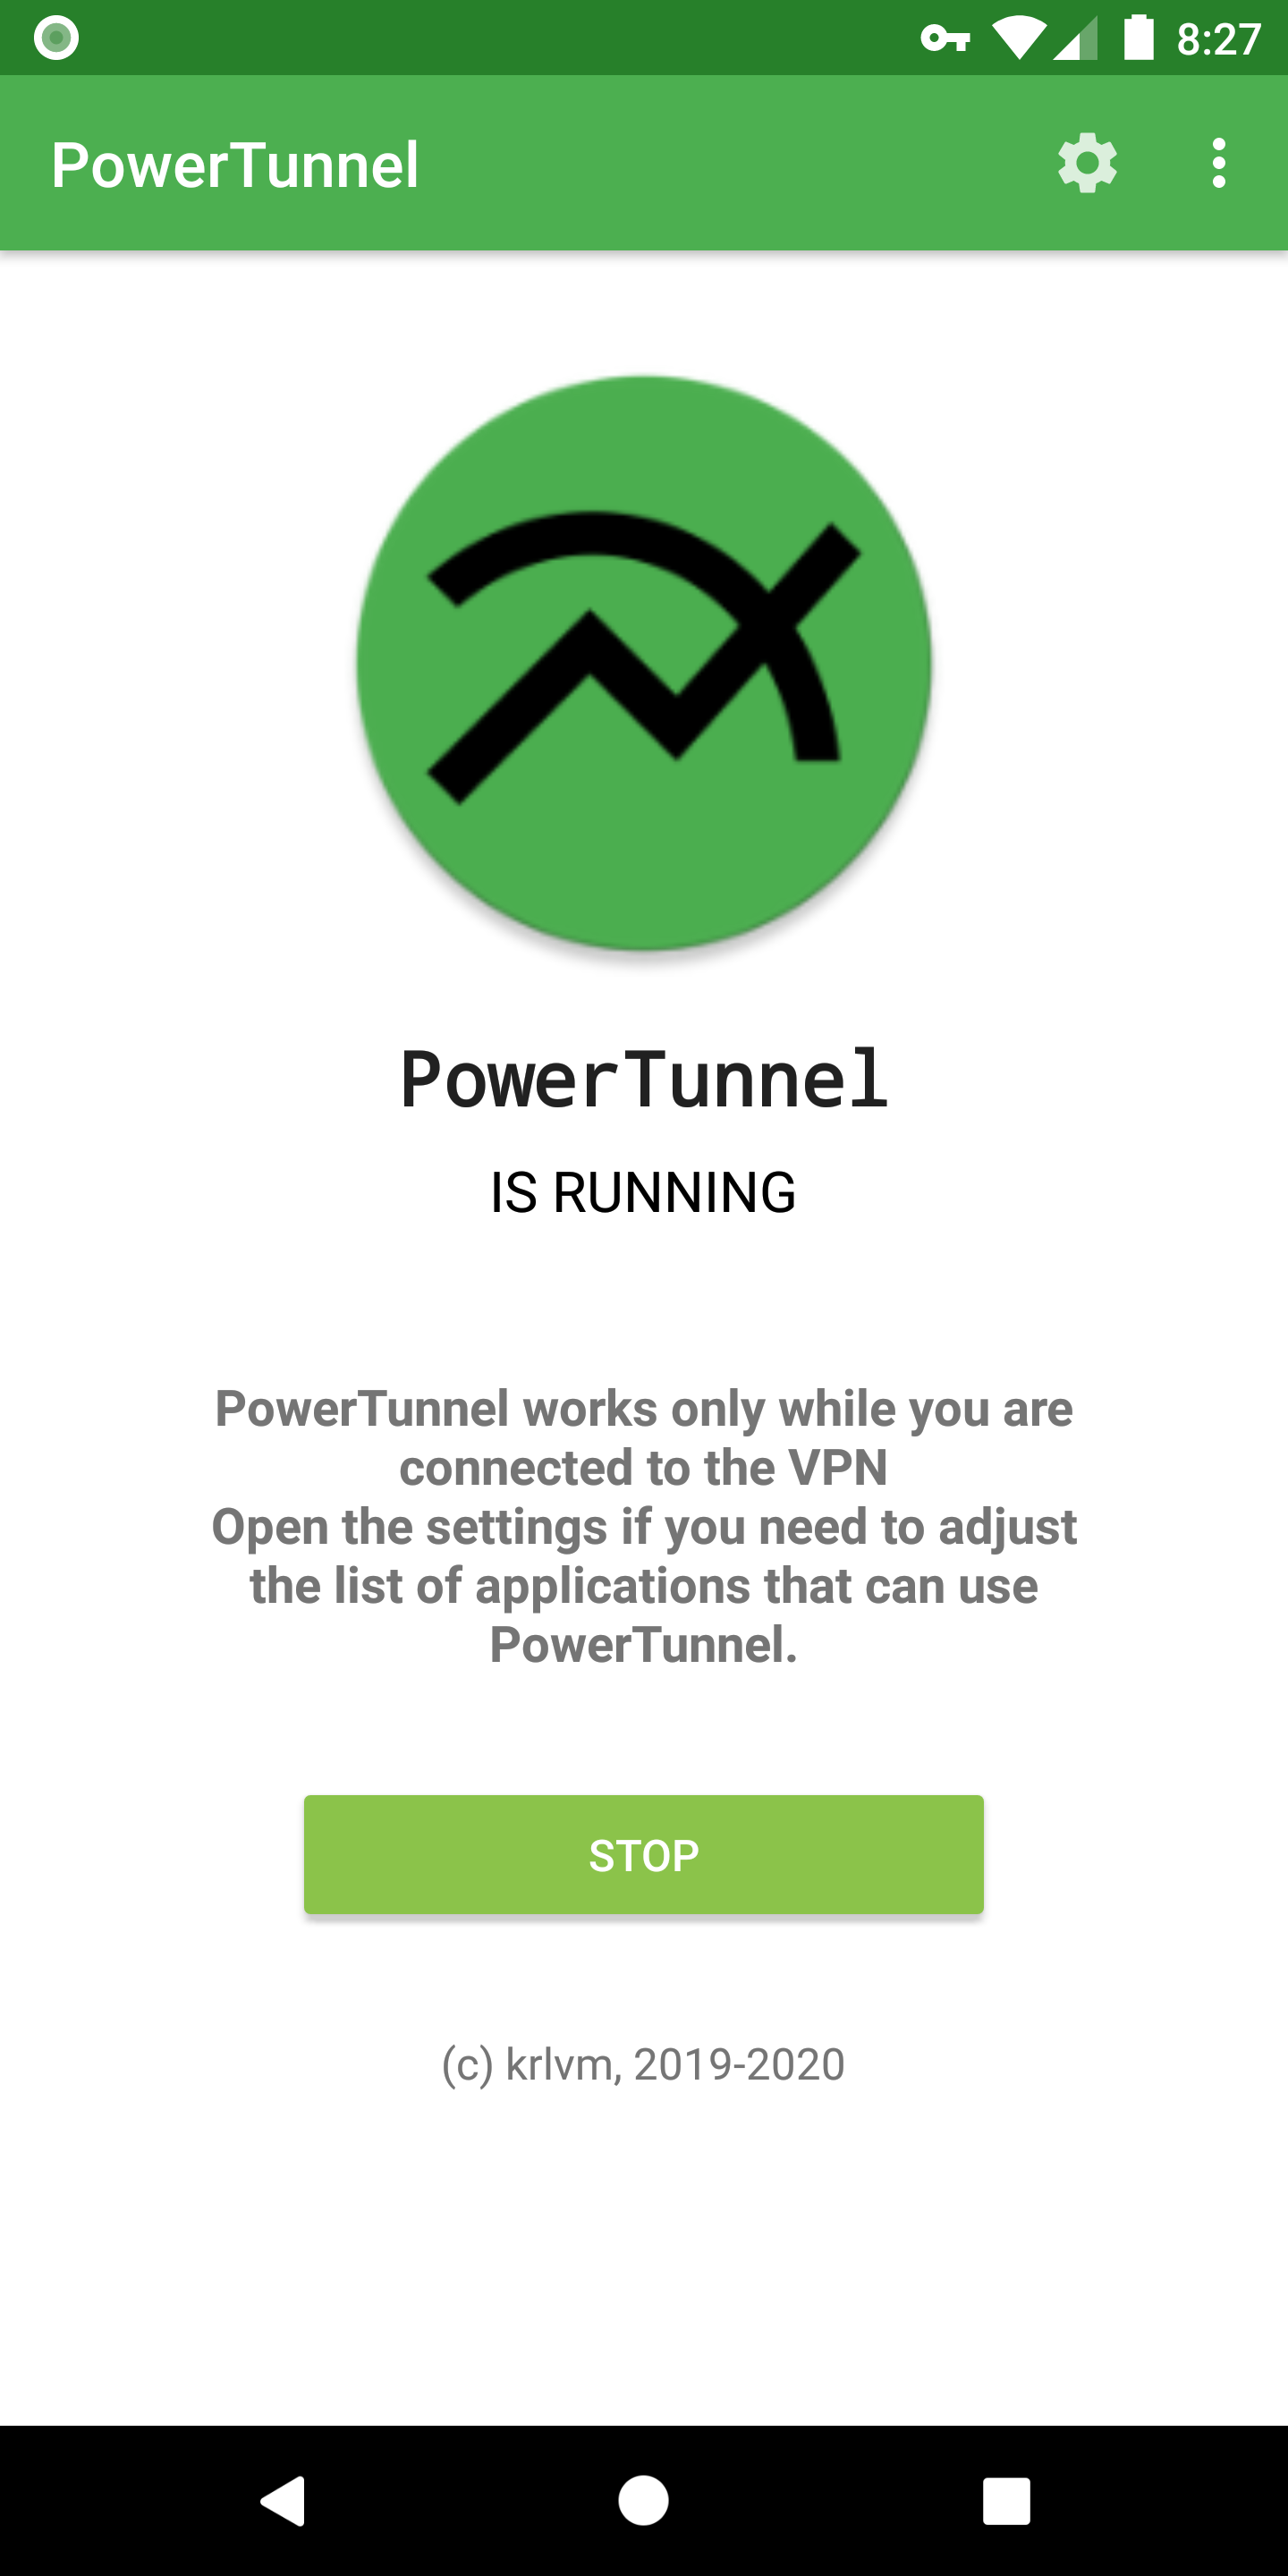 8:27
PowerTunnel
PowerTunnel
IS RUNNING
PowerTunnel works only while you are
connected to the VPN
Open the settings if you need to adjust
the list of applications that can use
PowerTunnel.
STOP
(c) krlvm, 2019-2020